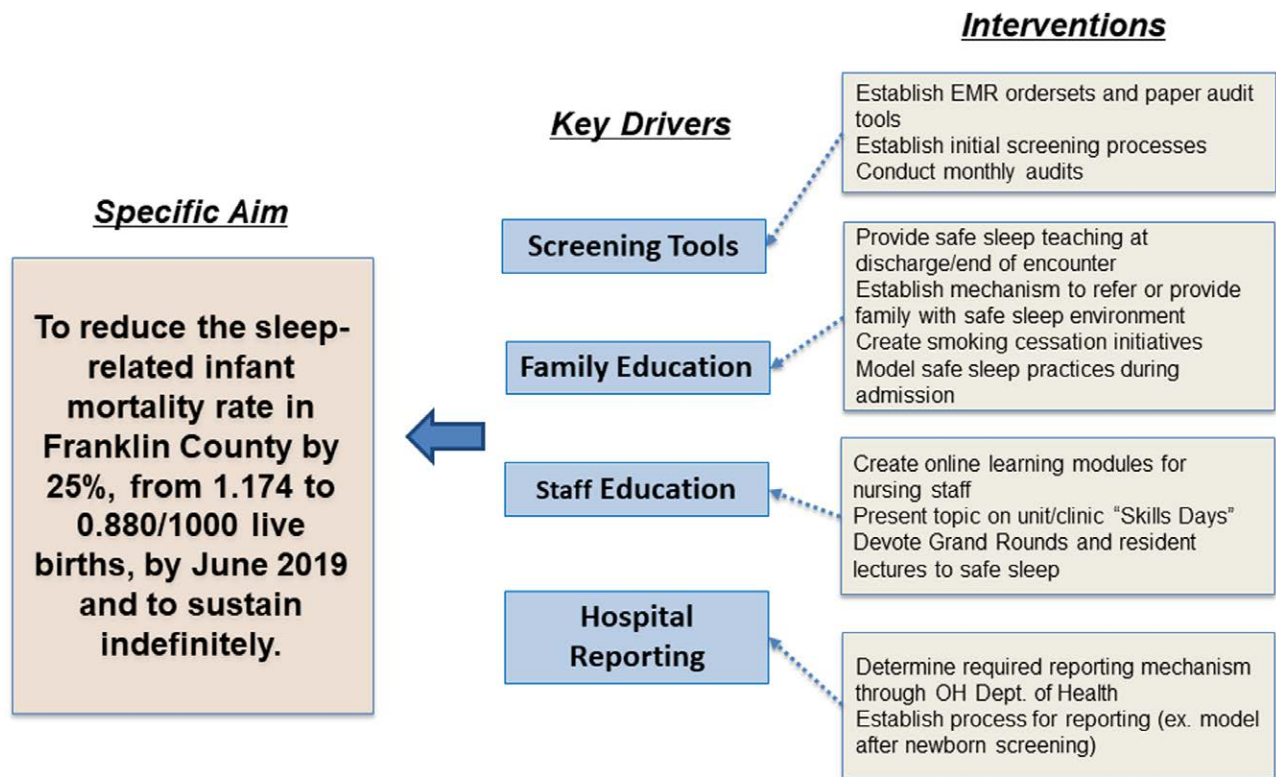 Specific Aim
To reduce the sleep-
related infant
mortality rate in
Franklin County by
25%, from 1.174 to
0.880/1000 live
births, by June 2019
and to sustain
indefinitely.
Key Drivers
Screening Tools
Family Education
Staff Education
Hospital
Reporting
Interventions
Establish EMR ordersets and paper audit
tools
Establish initial screening processes
Conduct monthly audits
Provide safe sleep teaching at
discharge/end of encounter
Establish mechanism to refer or provide
family with safe sleep environment
Create smoking cessation initiatives
Model safe sleep practices during
admission
Create online learning modules for
nursing staff
Present topic on unit/clinic “Skills Days”
Devote Grand Rounds and resident
lectures to safe sleep
Determine required reporting mechanism
through OH Dept. of Health
Establish process for reporting (ex. model
after newborn screening)